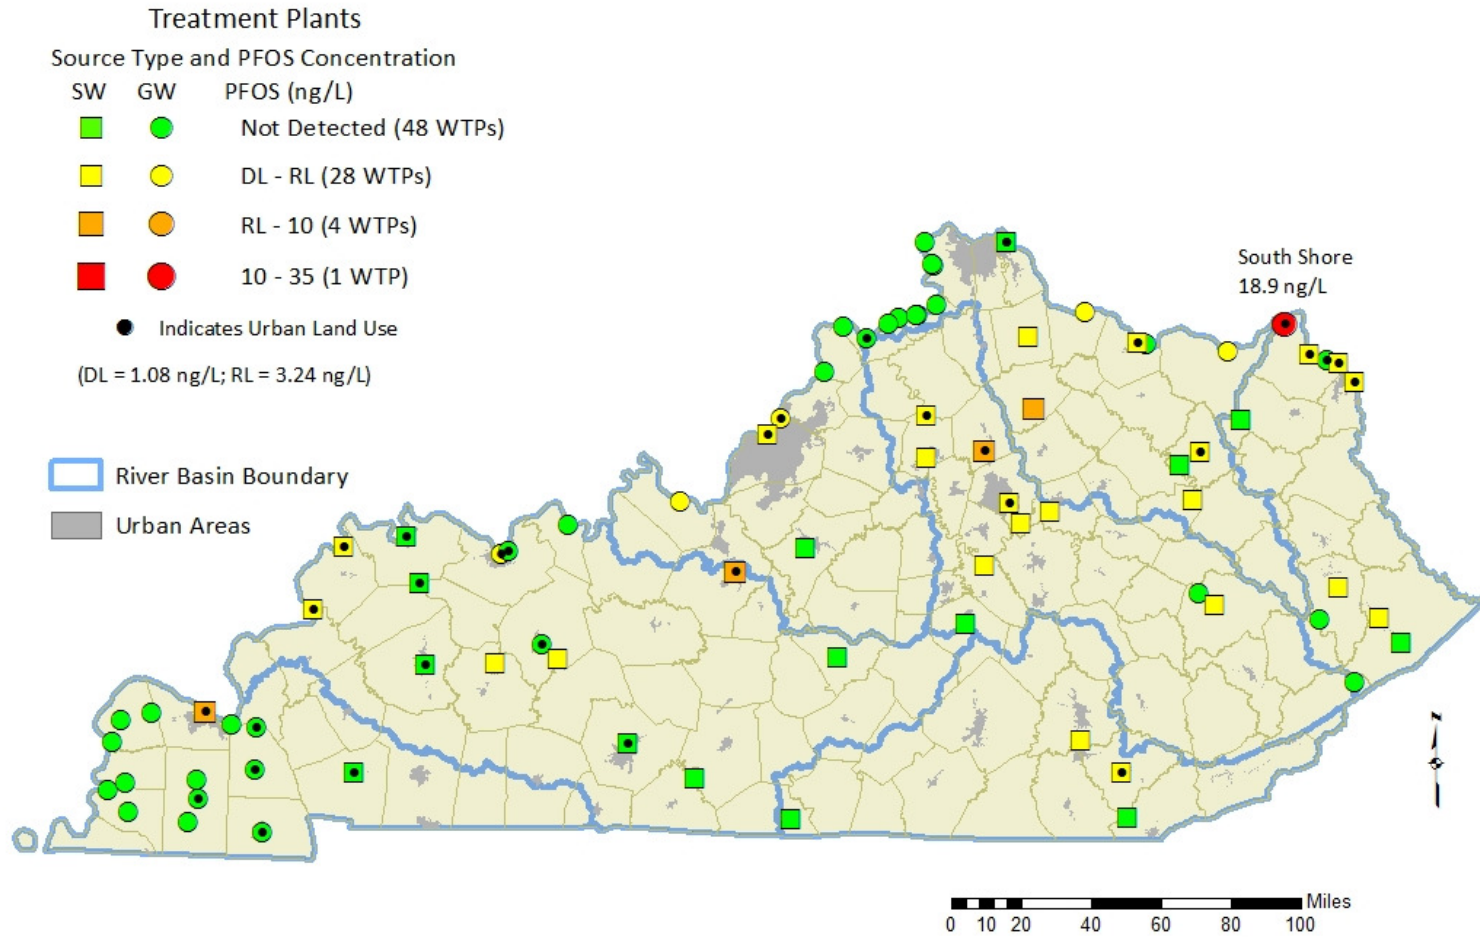 Treatment Plants
Source Type and PFOS Concentration
SW GW PFOS (ng/L)
Not Detected (48 WTPs)
DL - RL (28 WTPs)
RL - 10 (4 WTPs)
10 - 35 (1 WTP)
Indicates Urban Land Use
(DL = 1.08 ng/L; RL = 3.24 ng/L)
River Basin Boundary
Urban Areas
South Shore
18.9 ng/L
N
Miles
0 10 20 40 60 80 100